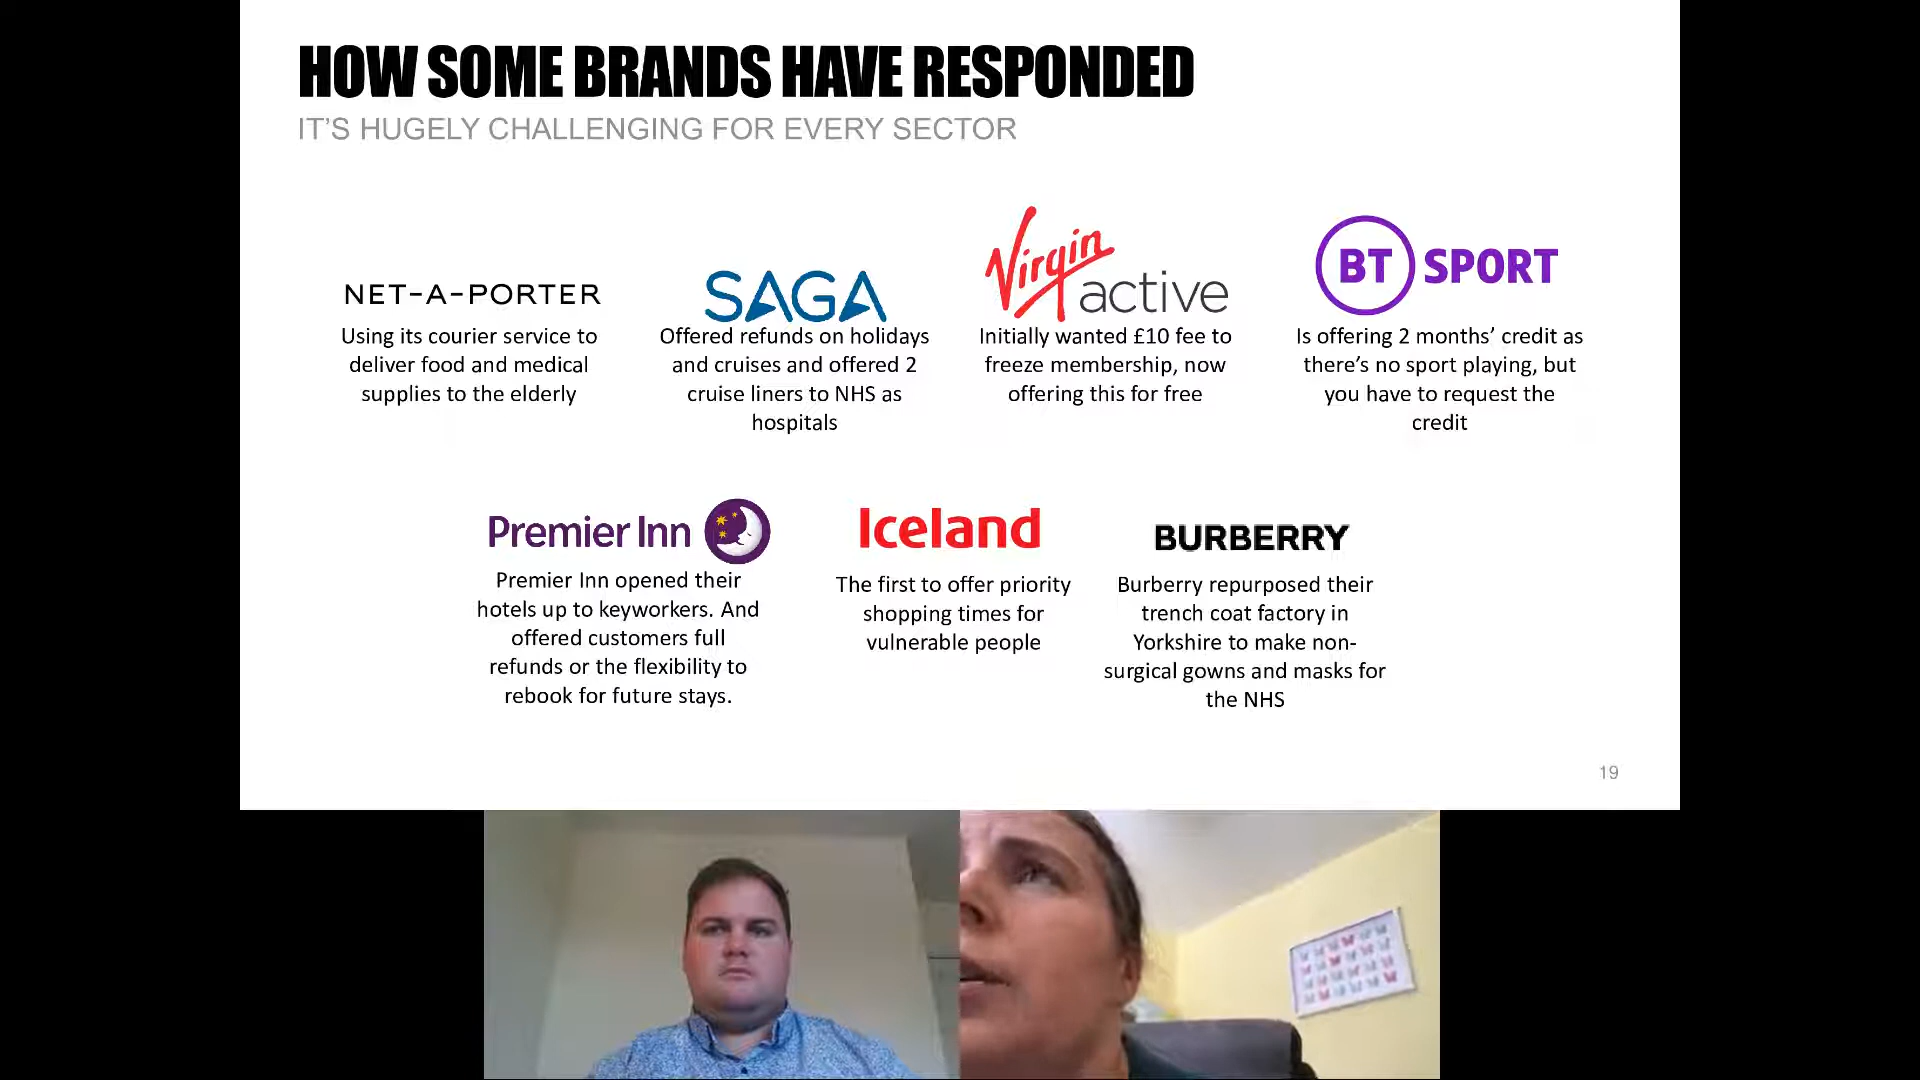 HOW SOME BRANDS HAVE RESPONDED
IT'S HUGELY CHALLENGING FOR EVERY SECTOR
NET-A-PORTER
Using its courier service to
deliver food and medical
supplies to the elderly
SAGA
Offered refunds on holidays
and cruises and offered 2
cruise liners to NHS as
hospitals
Virgin
active
Initially wanted £10 fee to
freeze membership, now
offering this for free
BT SPORT
Is offering 2 months' credit as
there's no sport playing, but
you have to request the
credit
Premier Inn
Premier Inn opened their
hotels up to keyworkers. And
offered customers full
refunds or the flexibility to
rebook for future stays.
Iceland
The first to offer priority
shopping times for
vulnerable people
BURBERRY
Burberry repurposed their
trench coat factory in
Yorkshire to make non-
surgical gowns and masks for
the NHS
19